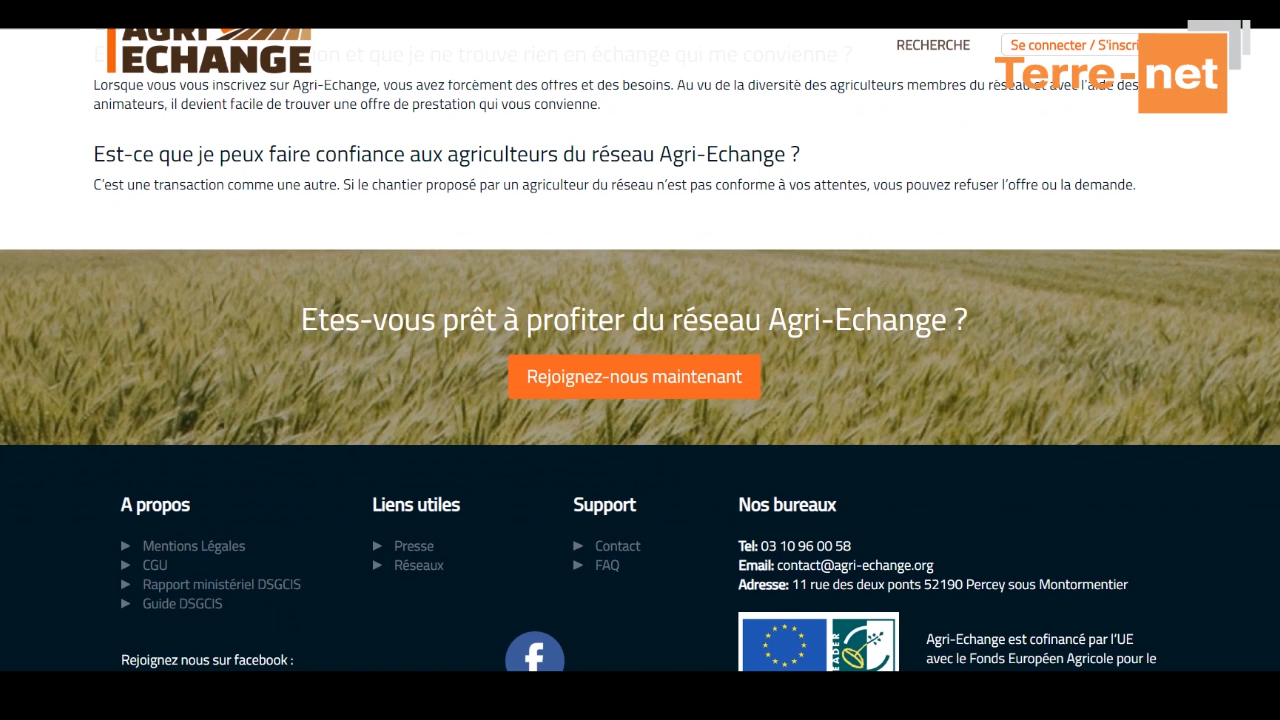 AGRI
ECHANGE
RECHERCHE
Se connecter / S'inscri
Terre-net
ion et que je ne trouve rien en échange qui me convienne ?
Lorsque vous vous inscrivez sur Agri-Echange, vous avez forcèment des offres et des besoins. Au vu de la diversité des agriculteurs membres du réseau et avec l'aide des
animateurs, il devient facile de trouver une offre de prestation qui vous convienne.
Est-ce que je peux faire confiance aux agriculteurs du réseau Agri-Echange ?
C'est une transaction comme une autre. Si le chantier proposé par un agriculteur du réseau n'est pas conforme à vos attentes, vous pouvez refuser l'offre ou la demande.
Etes-vous prêt à profiter du réseau Agri-Echange ?
Rejoignez-nous maintenant
A propos
Mentions Légales
CGU
Rapport ministériel DSGCIS
Guide DSGCIS
Rejoignez nous sur facebook :
Liens utiles
Presse
Réseaux
Support
Contact
FAQ
Nos bureaux
Tel: 03 10 96 00 58
Email: contact@agri-echange.org
Adresse: 11 rue des deux ponts 52190 Percey sous Montormentier
EADER
Agri-Echange est cofinancé par l'UE
avec le Fonds Européen Agricole pour le